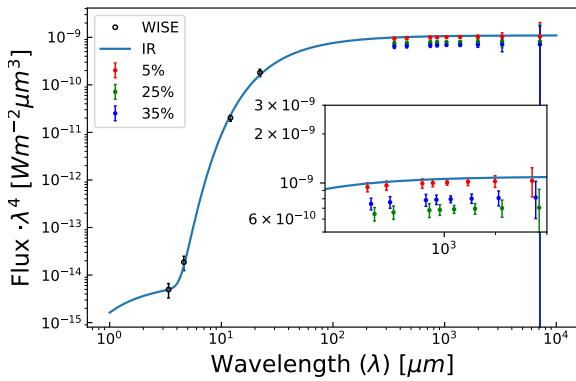 WISE
IR
5%
25%
35%
Flux ·λ⁴ [Wm⁻²μm³]
10⁻⁹
10⁻¹⁰
10⁻¹¹
10⁻¹²
10⁻¹³
10⁻¹⁴
10⁻¹⁵
3 × 10⁻⁹
2 × 10⁻⁹
10⁻⁹
6 × 10⁻¹⁰
10³
10⁰
10¹
10²
10³
10⁴
Wavelength (λ) [μm]